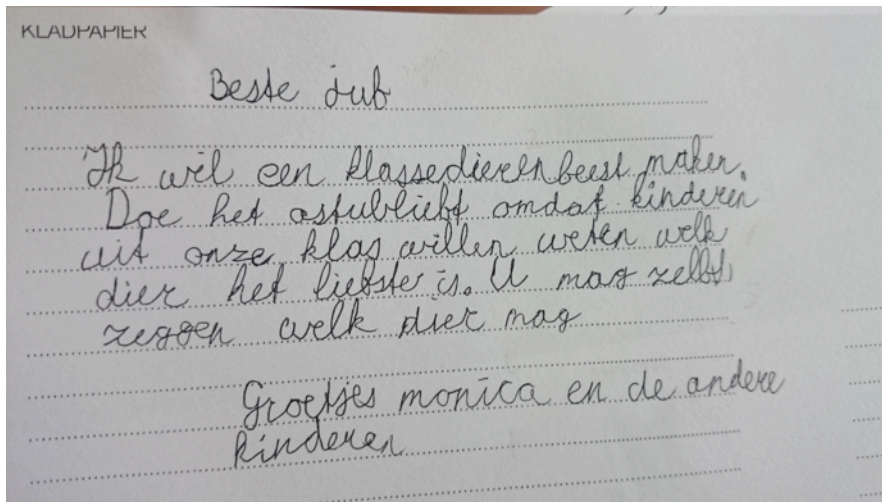 KLADPAPIER
Beste juf
Ik wil een klassedierenbeest maken.
Doe het astubliebt omdat kinderen
uit onze klas willen weten welk
dier het liefste is. U mag zelf
zeggen welk dier mag
Groetjes monica en de andere
kinderen